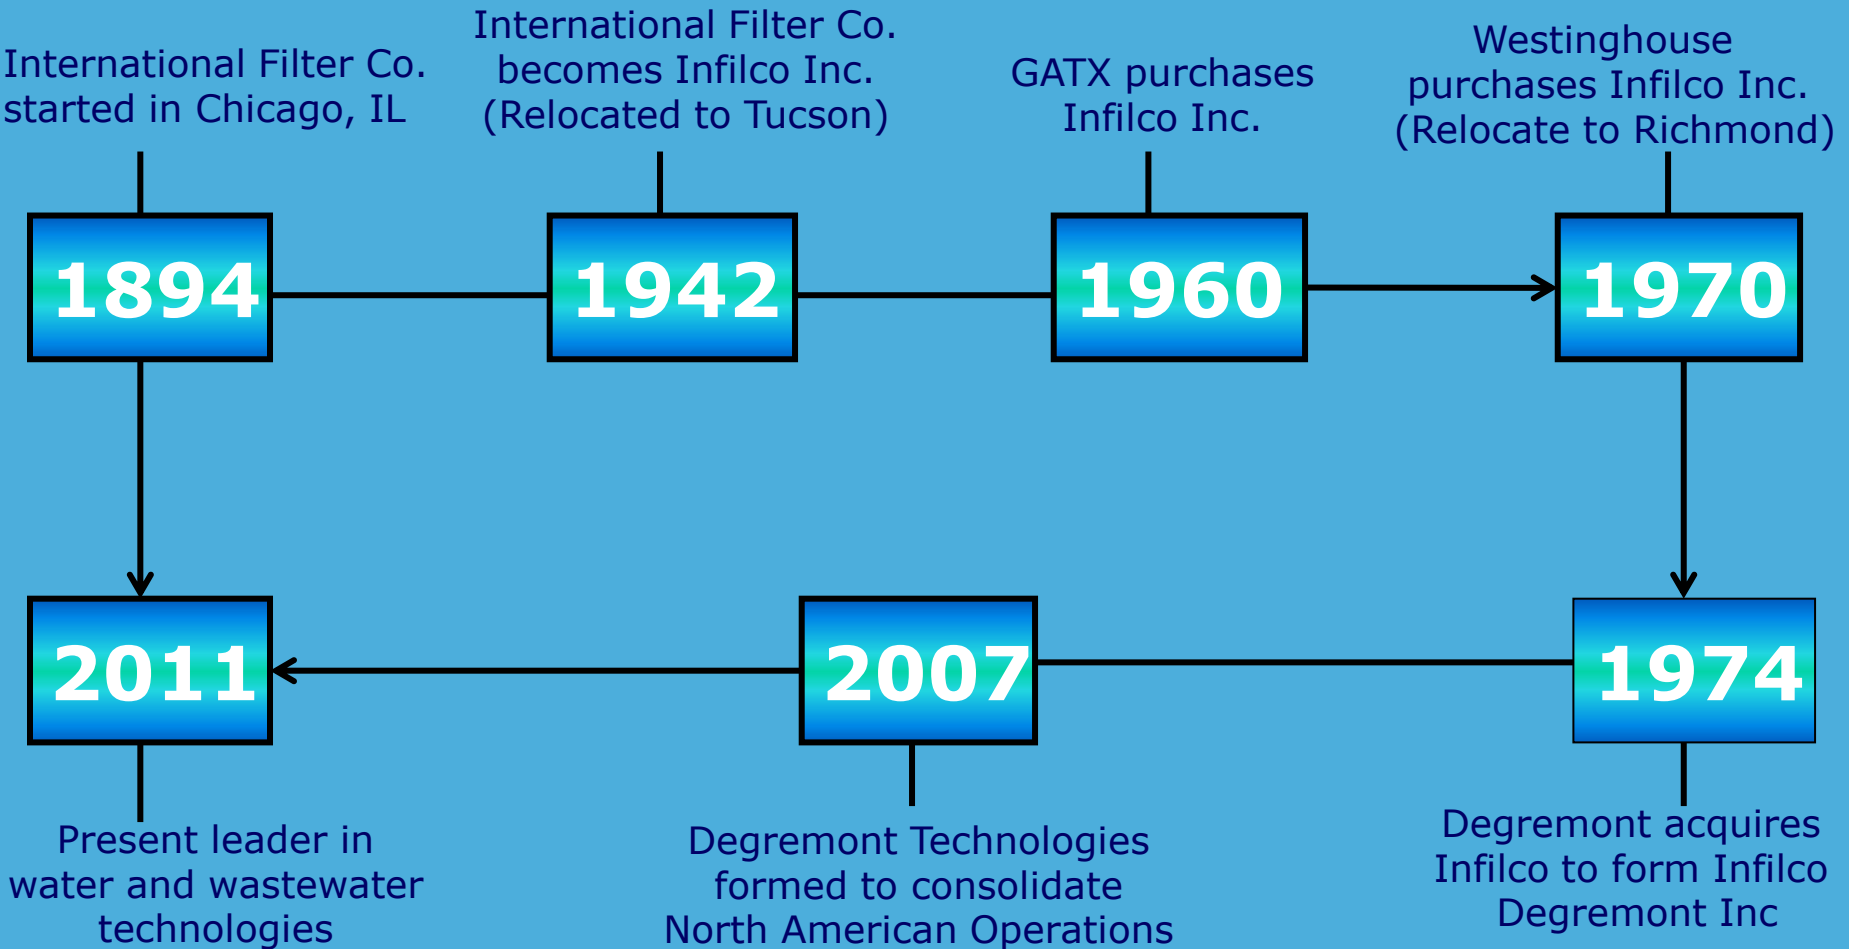 International Filter Co.
started in Chicago, IL
International Filter Co.
becomes Infilco Inc.
(Relocated to Tucson)
GATX purchases
Infilco Inc.
Westinghouse
purchases Infilco Inc.
(Relocate to Richmond)
1894
1942
1960
1970
2011
2007
1974
Present leader in
water and wastewater
technologies
Degremont Technologies
formed to consolidate
North American Operations
Degremont acquires
Infilco to form Infilco
Degremont Inc